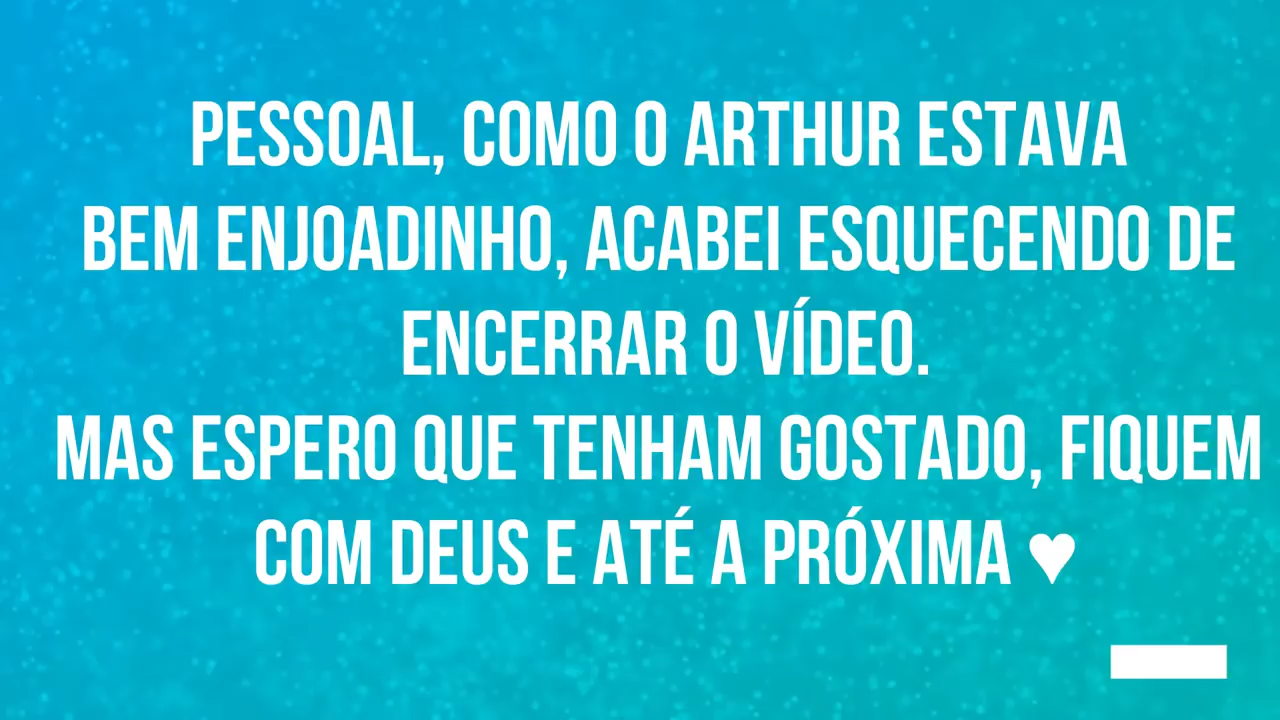 PESSOAL, COMO O ARTHUR ESTAVA
BEM ENJOADINHO, ACABEI ESQUECENDO DE
ENCERRAR O VÍDEO.
MAS ESPERO QUE TENHAM GOSTADO, FIQUEM
COM DEUS E ATÉ A PRÓXIMA ♥